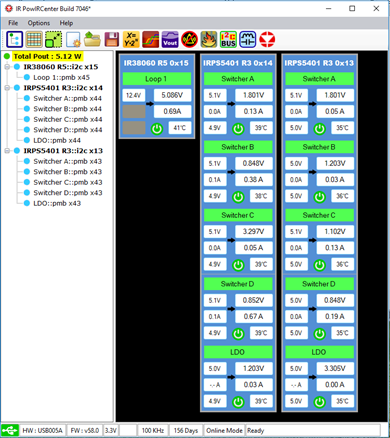 IR PowIRCenter Build 7046*
File Options Help
X=
Y-2 Vout I2C
BUS
Total Pout : 5.12 W
IR38060 R5::i2c x15
Loop 1::pmb x45
IRPS5401 R3::i2c x14
Switcher A::pmb x44
Switcher B::pmb x44
Switcher C::pmb x44
Switcher D::pmb x44
LDO::pmb x44
IRPS5401 R3::i2c x13
Switcher A::pmb x43
Switcher B::pmb x43
Switcher C::pmb x43
Switcher D::pmb x43
LDO::pmb x43
IR38060 R5 0x15
Loop 1
12.4V 5.086V
0.69A
41°C
IRPS5401 R3 0x14
Switcher A
5.1V 1.801V
0.0A 0.13 A
4.9V 39°C
Switcher B
5.1V 0.848V
0.1A 0.38 A
4.9V 38°C
Switcher C
5.1V 3.297V
0.0A 0.05 A
4.9V 39°C
Switcher D
5.1V 0.852V
0.1A 0.67 A
4.9V 39°C
LDO
5.0V 1.203V
-.- A 0.03 A
4.9V 39°C
IRPS5401 R3 0x13
Switcher A
5.1V 1.801V
0.0A 0.05 A
5.0V 35°C
Switcher B
5.1V 1.203V
0.0A 0.03 A
5.0V 36°C
Switcher C
5.1V 1.102V
0.0A 0.13 A
5.0V 36°C
Switcher D
5.1V 0.848V
0.0A 0.19 A
5.0V 35°C
LDO
5.0V 3.305V
-.- A 0.00 A
5.0V 35°C
HW : USB005A FW : v58.0 3.3V 100 KHz 156 Days Online Mode Ready